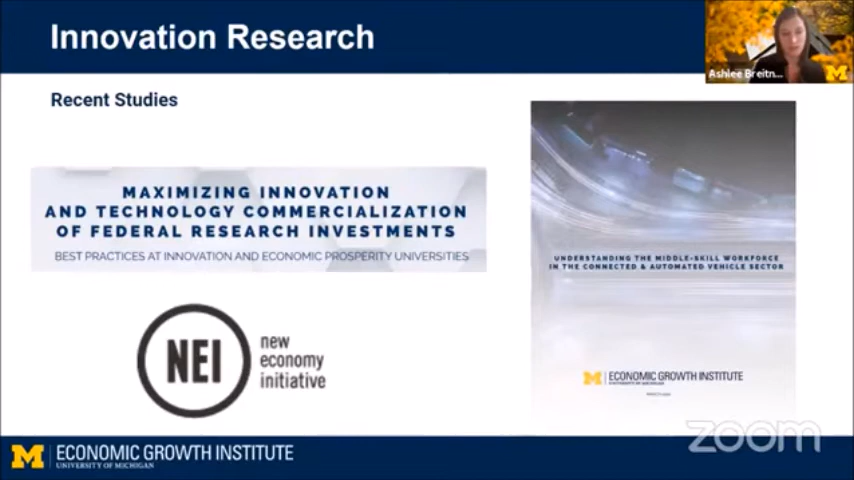 Innovation Research
Ashlee Breitn...
M
Recent Studies
MAXIMIZING INNOVATION
AND TECHNOLOGY COMMERCIALIZATION
OF FEDERAL RESEARCH INVESTMENTS
BEST PRACTICES AT INNOVATION AND ECONOMIC PROSPERITY UNIVERSITIES
UNDERSTANDING THE MIDDLE-SKILL WORKFORCE
IN THE CONNECTED & AUTOMATED VEHICLE SECTOR
NEI
new
economy
initiative
M ECONOMIC GROWTH INSTITUTE
UNIVERSITY OF MICHIGAN
zoom
M ECONOMIC GROWTH INSTITUTE
UNIVERSITY OF MICHIGAN